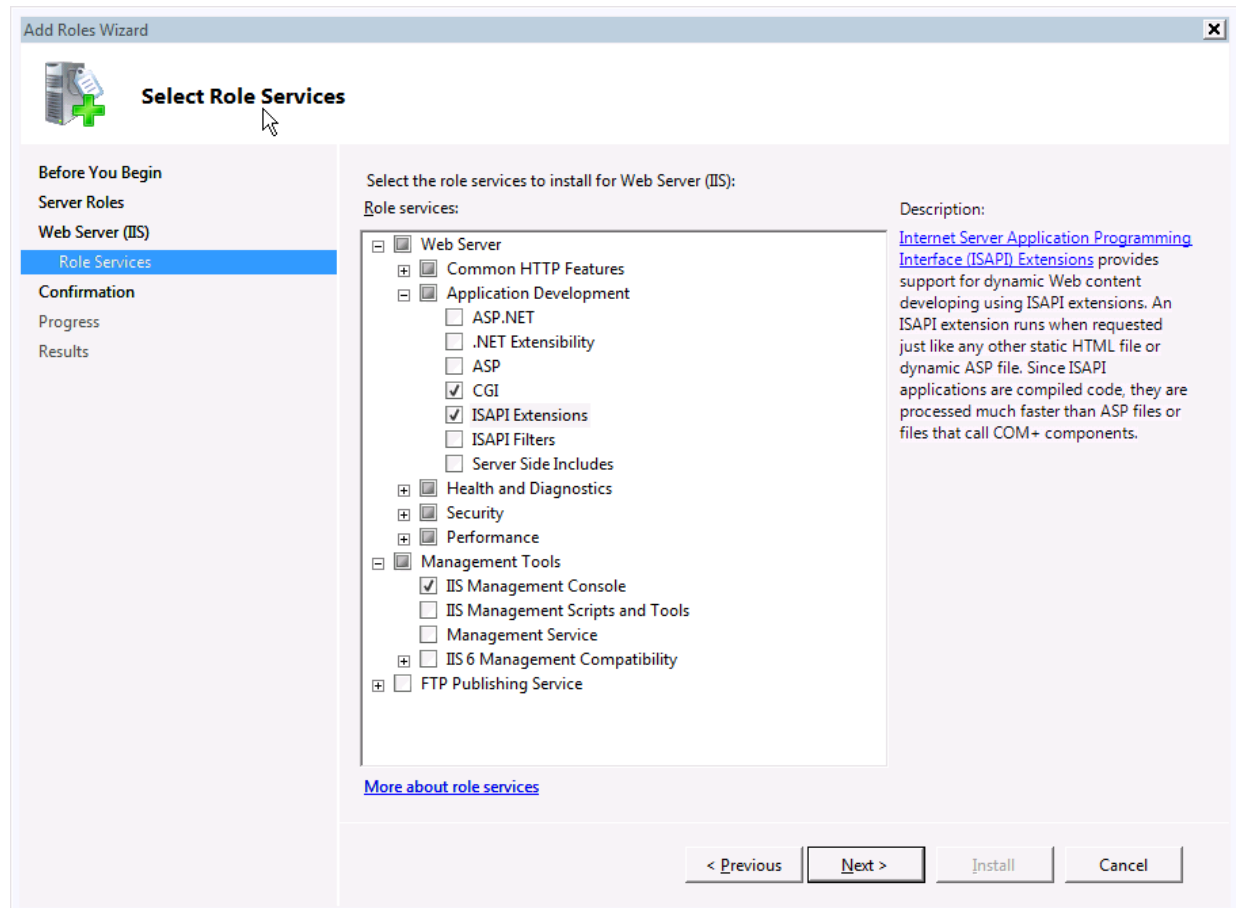 Add Roles Wizard
Select Role Services
Before You Begin
Server Roles
Web Server (IIS)
Role Services
Confirmation
Progress
Results
Select the role services to install for Web Server (IIS):
Role services:
Web Server
Common HTTP Features
Application Development
ASP.NET
.NET Extensibility
ASP
CGI
ISAPI Extensions
ISAPI Filters
Server Side Includes
Health and Diagnostics
Security
Performance
Management Tools
IIS Management Console
IIS Management Scripts and Tools
Management Service
IIS 6 Management Compatibility
FTP Publishing Service
More about role services
Description:
Internet Server Application Programming
Interface (ISAPI) Extensions provides
support for dynamic Web content
developing using ISAPI extensions. An
ISAPI extension runs when requested
just like any other static HTML file or
dynamic ASP file. Since ISAPI
applications are compiled code, they are
processed much faster than ASP files or
files that call COM+ components.
< Previous
Next >
Install
Cancel